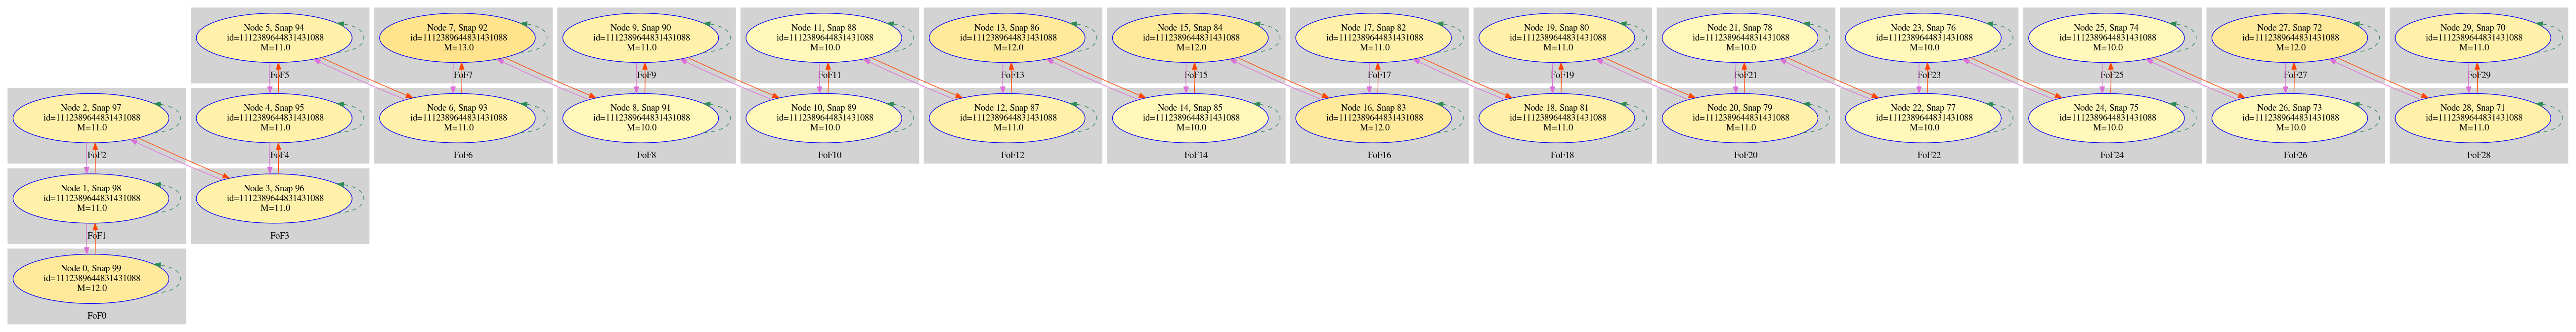 Node 5, Snap 94
id=1112389644831431088
M=11.0
FoF5
Node 7, Snap 92
id=1112389644831431088
M=13.0
FoF7
Node 9, Snap 90
id=1112389644831431088
M=11.0
FoF9
Node 11, Snap 88
id=1112389644831431088
M=10.0
FoF11
Node 13, Snap 86
id=1112389644831431088
M=12.0
FoF13
Node 15, Snap 84
id=1112389644831431088
M=12.0
FoF15
Node 17, Snap 82
id=1112389644831431088
M=11.0
FoF17
Node 19, Snap 80
id=1112389644831431088
M=11.0
FoF19
Node 21, Snap 78
id=1112389644831431088
M=10.0
FoF21
Node 23, Snap 76
id=1112389644831431088
M=10.0
FoF23
Node 25, Snap 74
id=1112389644831431088
M=10.0
FoF25
Node 27, Snap 72
id=1112389644831431088
M=12.0
FoF27
Node 29, Snap 70
id=1112389644831431088
M=11.0
FoF29
Node 2, Snap 97
id=1112389644831431088
M=11.0
FoF2
Node 4, Snap 95
id=1112389644831431088
M=11.0
FoF4
Node 6, Snap 93
id=1112389644831431088
M=11.0
FoF6
Node 8, Snap 91
id=1112389644831431088
M=10.0
FoF8
Node 10, Snap 89
id=1112389644831431088
M=10.0
FoF10
Node 12, Snap 87
id=1112389644831431088
M=11.0
FoF12
Node 14, Snap 85
id=1112389644831431088
M=10.0
FoF14
Node 16, Snap 83
id=1112389644831431088
M=12.0
FoF16
Node 18, Snap 81
id=1112389644831431088
M=11.0
FoF18
Node 20, Snap 79
id=1112389644831431088
M=11.0
FoF20
Node 22, Snap 77
id=1112389644831431088
M=10.0
FoF22
Node 24, Snap 75
id=1112389644831431088
M=10.0
FoF24
Node 26, Snap 73
id=1112389644831431088
M=10.0
FoF26
Node 28, Snap 71
id=1112389644831431088
M=11.0
FoF28
Node 1, Snap 98
id=1112389644831431088
M=11.0
FoF1
Node 3, Snap 96
id=1112389644831431088
M=11.0
FoF3
Node 0, Snap 99
id=1112389644831431088
M=12.0
FoF0